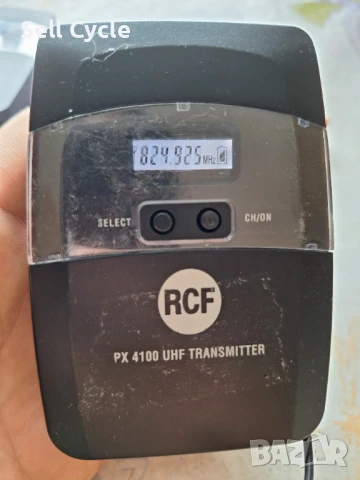 Sell Cycle
824.925 MHz
SELECT CH/ON
RCF
PX 4100 UHF TRANSMITTER
BAZAR